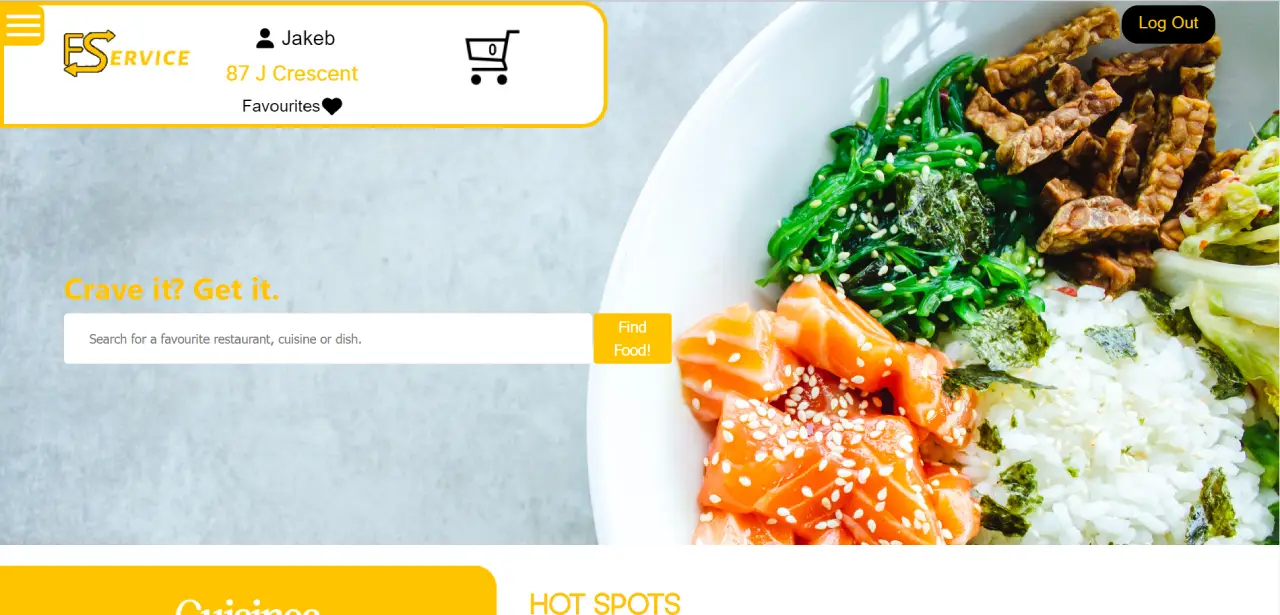 FSERVICE
Jakeb
87 J Crescent
Favourites
0
Log Out
Crave it? Get it.
Search for a favourite restaurant, cuisine or dish.
Find
Food!
Cuisines
HOT SPOTS